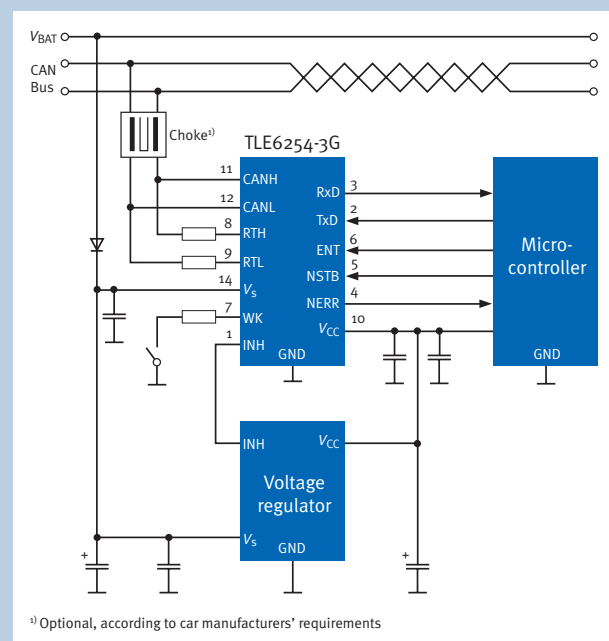 VBAT
CAN
Bus
Choke¹⁾
TLE6254-3G
11
CANH
12
CANL
8
RTH
9
RTL
14
Vs
7
WK
1
INH
GND
RxD
3
TxD
2
ENT
6
NSTB
5
NERR
4
VCC
10
Micro-
controller
GND
INH
VCC
Voltage
regulator
Vs
GND
+
+
¹⁾ Optional, according to car manufacturers' requirements